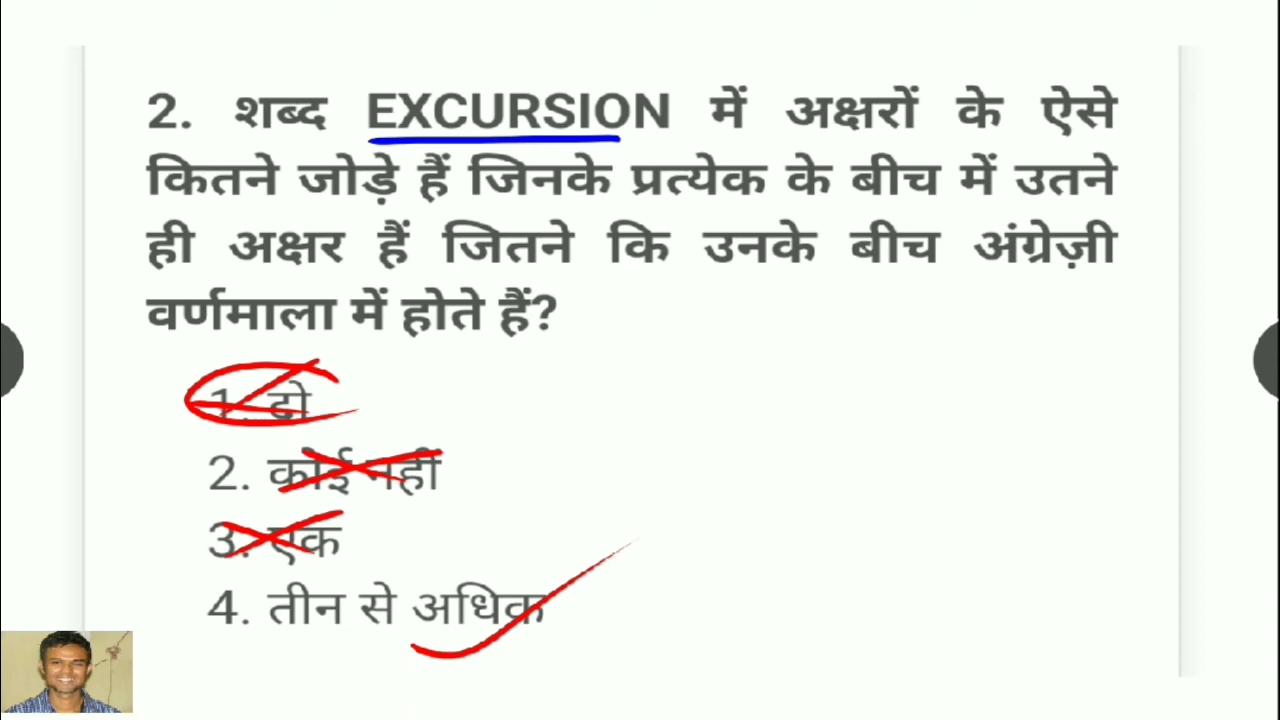 2. शब्द EXCURSION में अक्षरों के ऐसे
कितने जोड़े हैं जिनके प्रत्येक के बीच में उतने
ही अक्षर हैं जितने कि उनके बीच अंग्रेज़ी
वर्णमाला में होते हैं?
1. दो
2. कोई नहीं
3. एक
4. तीन से अधिक